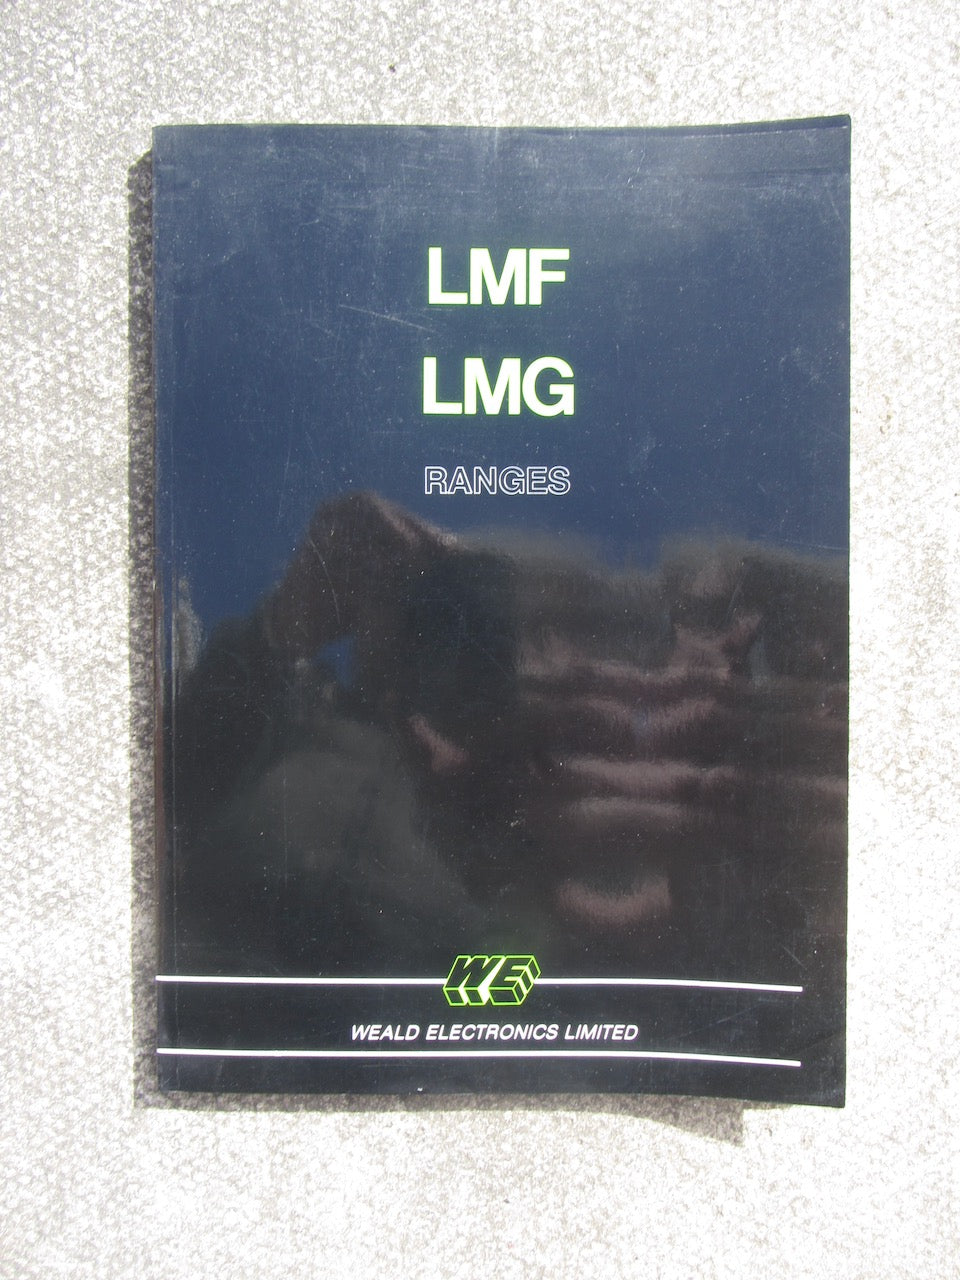 LMF
LMG
RANGES
WE
WEALD ELECTRONICS LIMITED